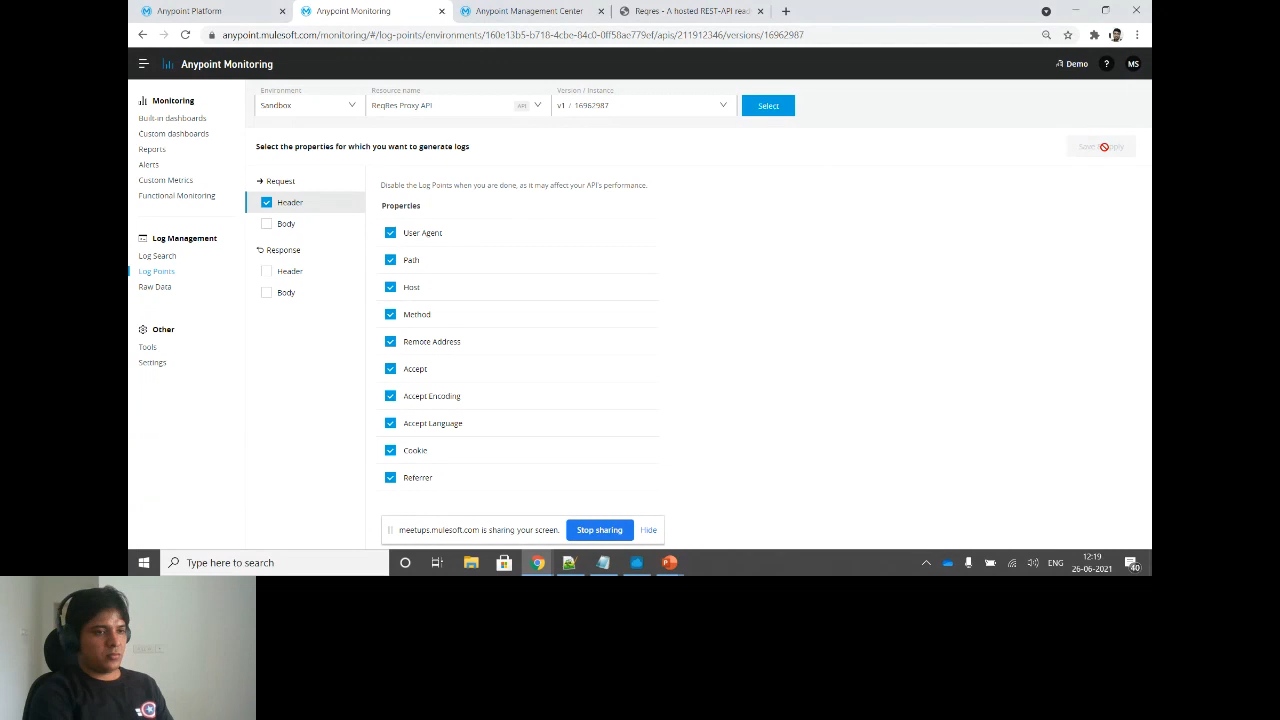 Anypoint Platform
Anypoint Monitoring
Anypoint Management Center
Reqres - A hosted REST-API read
anypoint.mulesoft.com/monitoring/#/log-points/environments/160e13b5-b718-4cbe-84c0-0ff58ae779ef/apis/211912346/versions/16962987
Anypoint Monitoring
Demo
?
MS
Monitoring
Built-in dashboards
Custom dashboards
Reports
Alerts
Custom Metrics
Functional Monitoring
Log Management
Log Search
Log Points
Raw Data
Other
Tools
Settings
Environment
Sandbox
Resource name
ReqRes Proxy API
API
Version / Instance
v1 / 16962987
Select
Select the properties for which you want to generate logs
Request
Header
Body
Response
Header
Body
Disable the Log Points when you are done, as it may affect your API's performance.
Properties
User Agent
Path
Host
Method
Remote Address
Accept
Accept Encoding
Accept Language
Cookie
Referrer
meetups.mulesoft.com is sharing your screen.
Stop sharing
Hide
Type here to search
ENG
12:19
26-06-2021
40